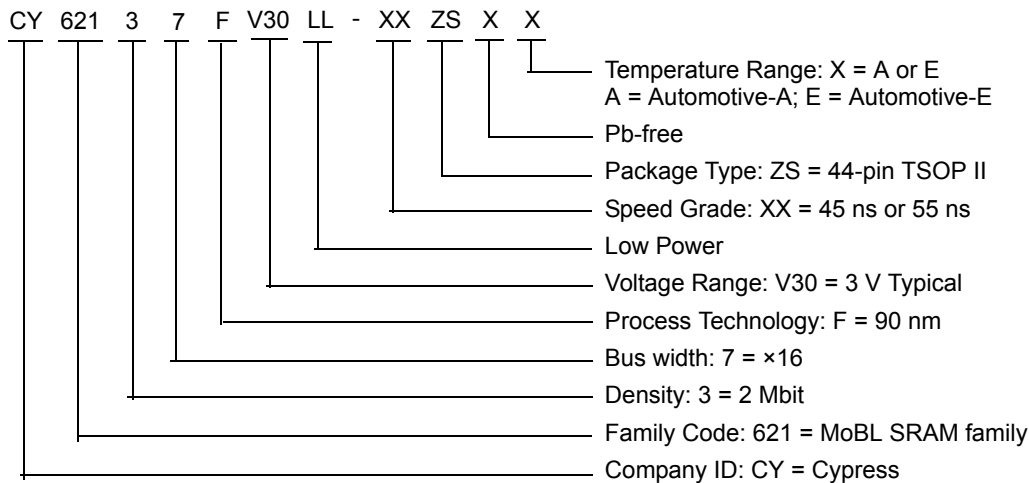 CY 621 3 7 F V30 LL - XX ZS X X
Temperature Range: X = A or E
A = Automotive-A; E = Automotive-E
Pb-free
Package Type: ZS = 44-pin TSOP II
Speed Grade: XX = 45 ns or 55 ns
Low Power
Voltage Range: V30 = 3 V Typical
Process Technology: F = 90 nm
Bus width: 7 = ×16
Density: 3 = 2 Mbit
Family Code: 621 = MoBL SRAM family
Company ID: CY = Cypress